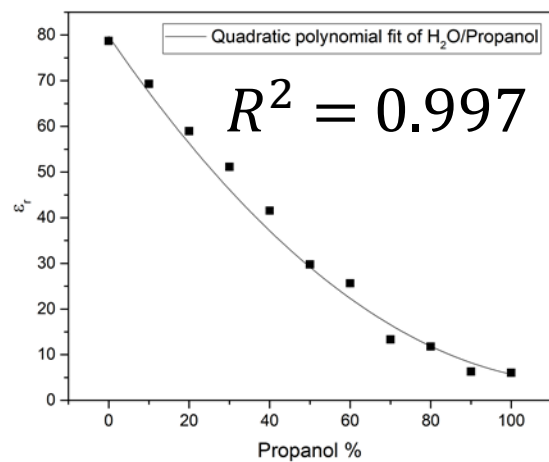 Quadratic polynomial fit of H₂O/Propanol
R² = 0.997
80
70
60
50
40
30
20
10
0
εᵣ
0 20 40 60 80 100
Propanol %